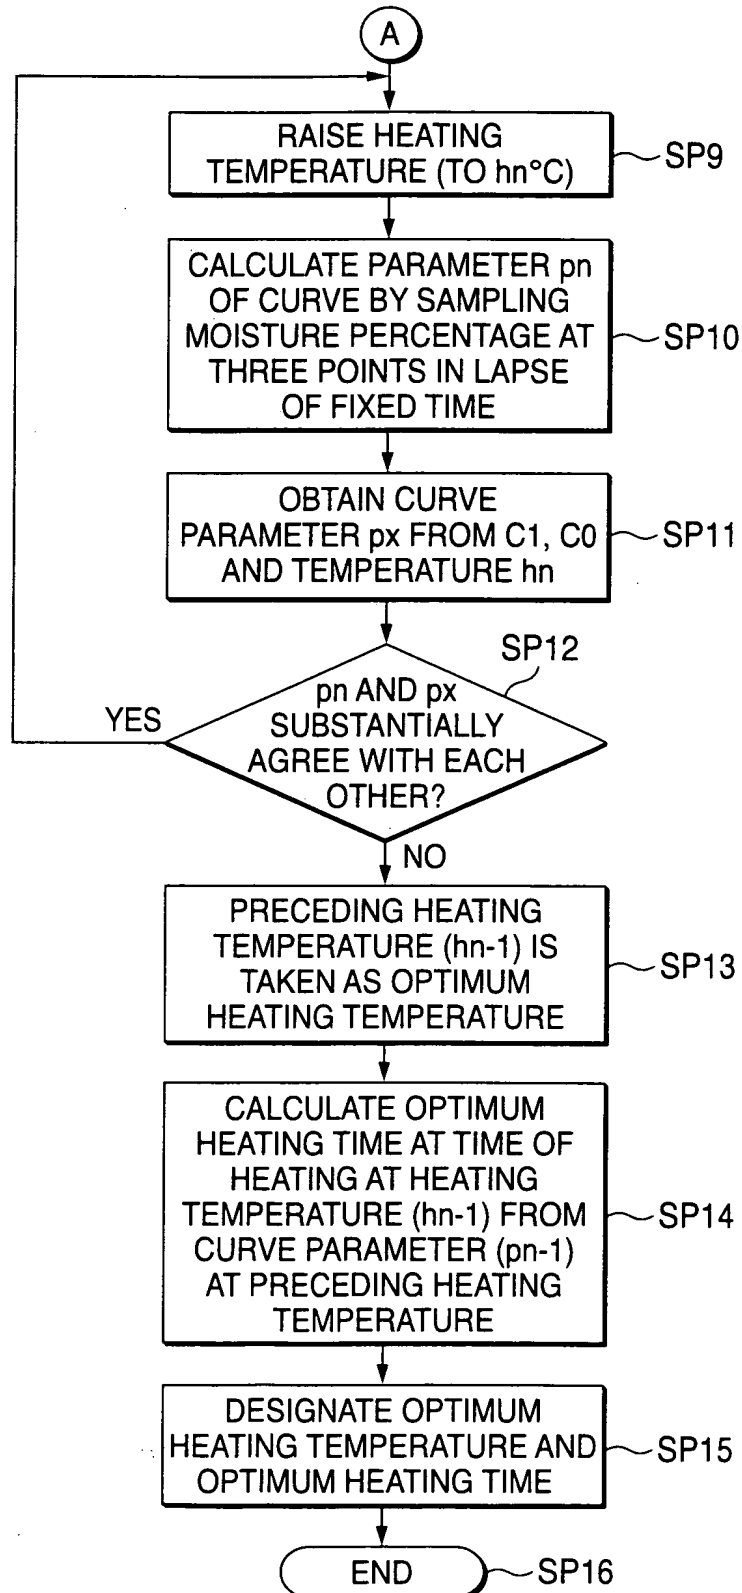 A
RAISE HEATING
TEMPERATURE (TO hn°C)
SP9
CALCULATE PARAMETER pn
OF CURVE BY SAMPLING
MOISTURE PERCENTAGE AT
THREE POINTS IN LAPSE
OF FIXED TIME
SP10
OBTAIN CURVE
PARAMETER px FROM C1, C0
AND TEMPERATURE hn
SP11
SP12
pn AND px
SUBSTANTIALLY
AGREE WITH EACH
OTHER?
YES
NO
PRECEDING HEATING
TEMPERATURE (hn-1) IS
TAKEN AS OPTIMUM
HEATING TEMPERATURE
SP13
CALCULATE OPTIMUM
HEATING TIME AT TIME OF
HEATING AT HEATING
TEMPERATURE (hn-1) FROM
CURVE PARAMETER (pn-1)
AT PRECEDING HEATING
TEMPERATURE
SP14
DESIGNATE OPTIMUM
HEATING TEMPERATURE AND
OPTIMUM HEATING TIME
SP15
END
SP16